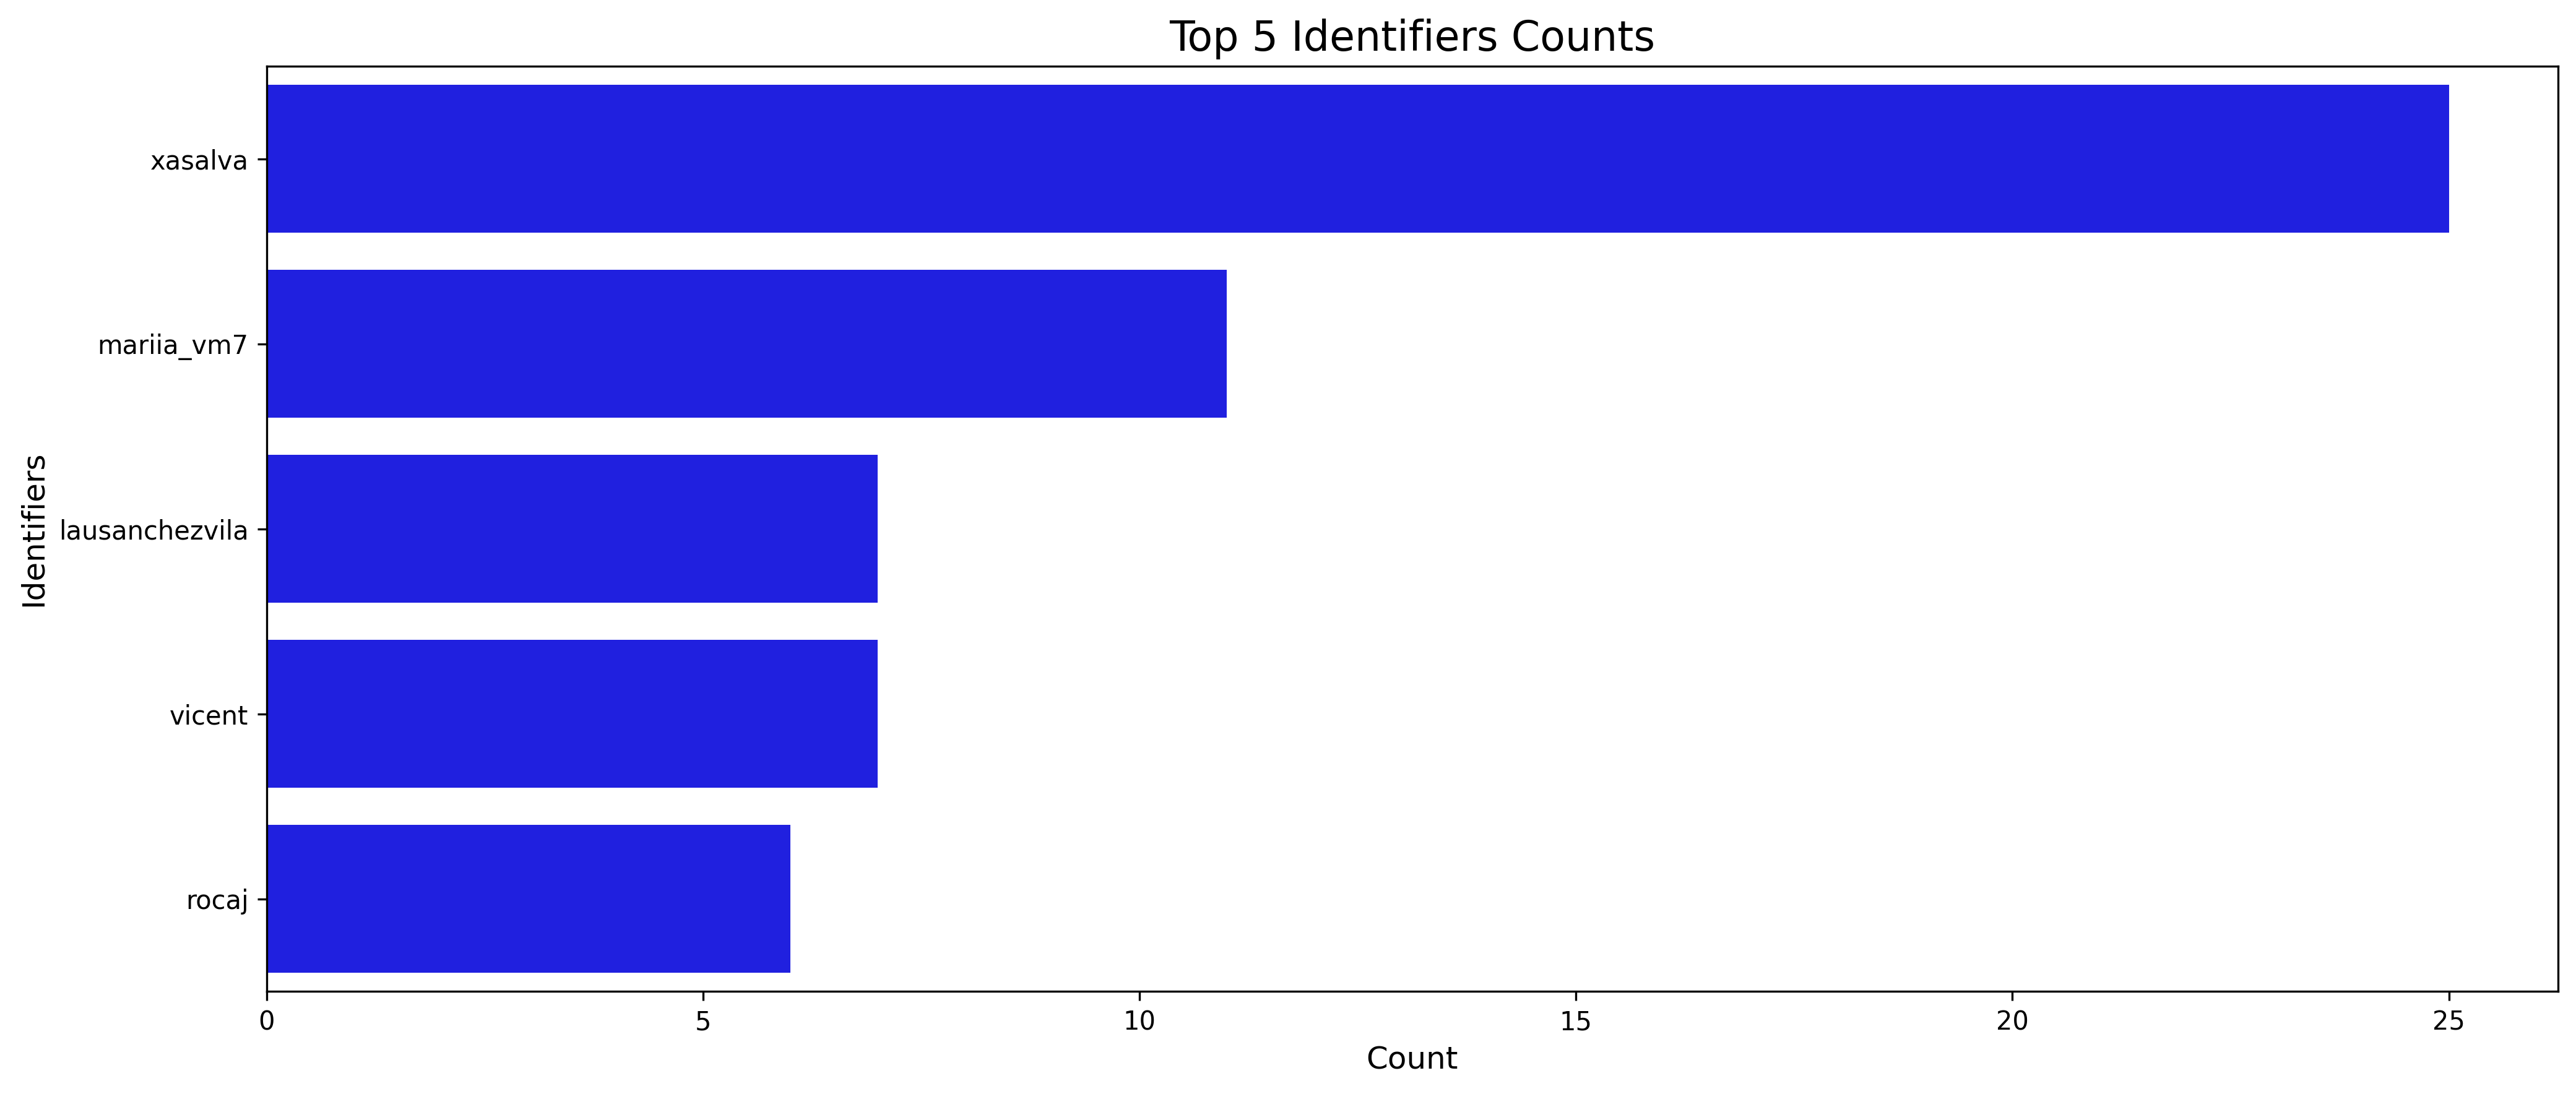 Top 5 Identifiers Counts
Identifiers
xasalva
mariia_vm7
lausanchezvila
vicent
rocaj
0 5 10 15 20 25
Count